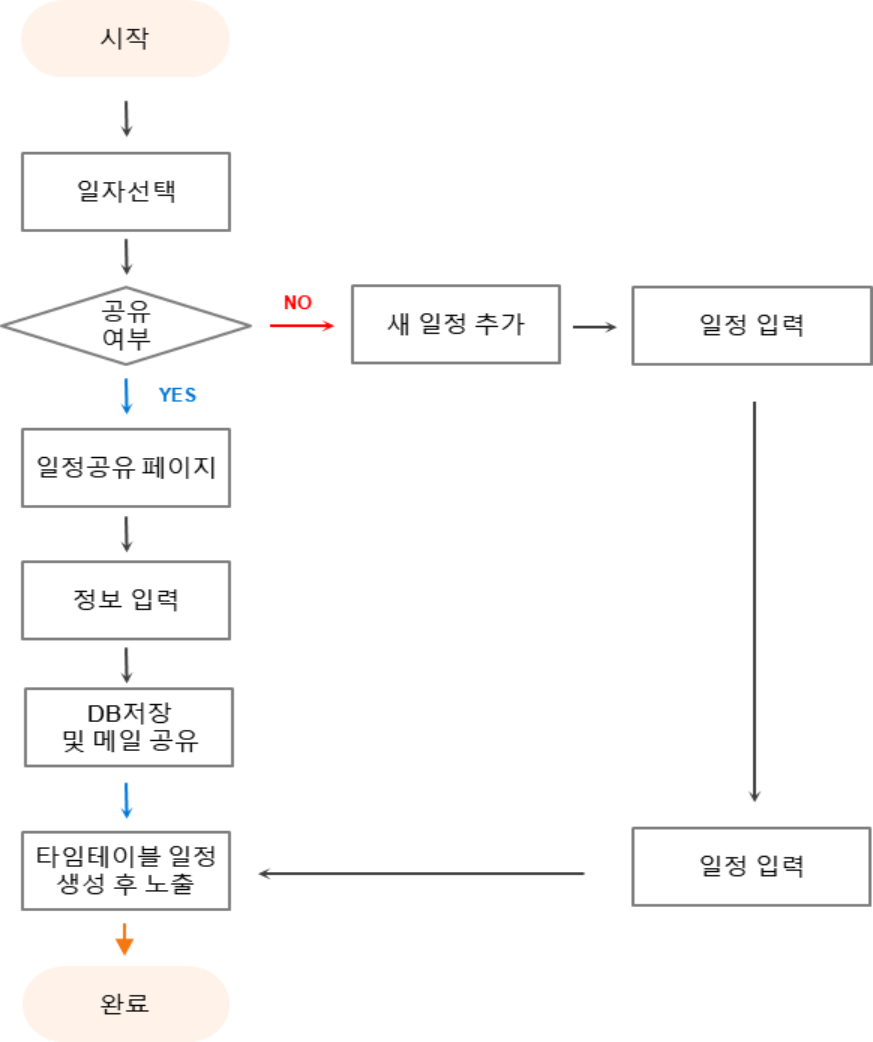 시작
일자선택
공유
여부
NO
새 일정 추가
일정 입력
YES
일정공유 페이지
정보 입력
DB저장
및 메일 공유
타임테이블 일정
생성 후 노출
일정 입력
완료